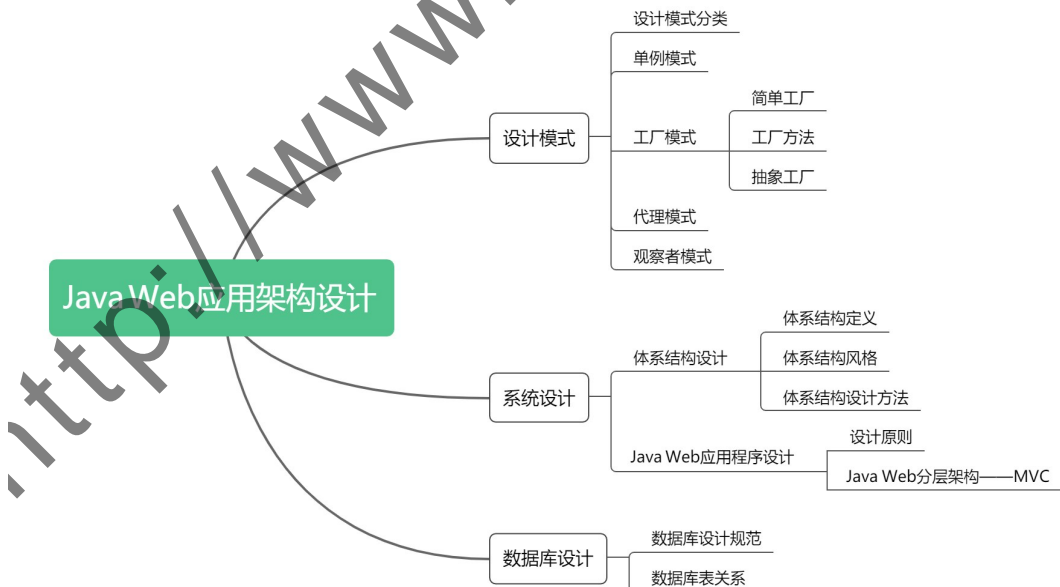 Java Web应用架构设计
设计模式
设计模式分类
单例模式
工厂模式
简单工厂
工厂方法
抽象工厂
代理模式
观察者模式
系统设计
体系结构设计
体系结构定义
体系结构风格
体系结构设计方法
Java Web应用程序设计
设计原则
Java Web分层架构——MVC
数据库设计
数据库设计规范
数据库表关系
http://www.